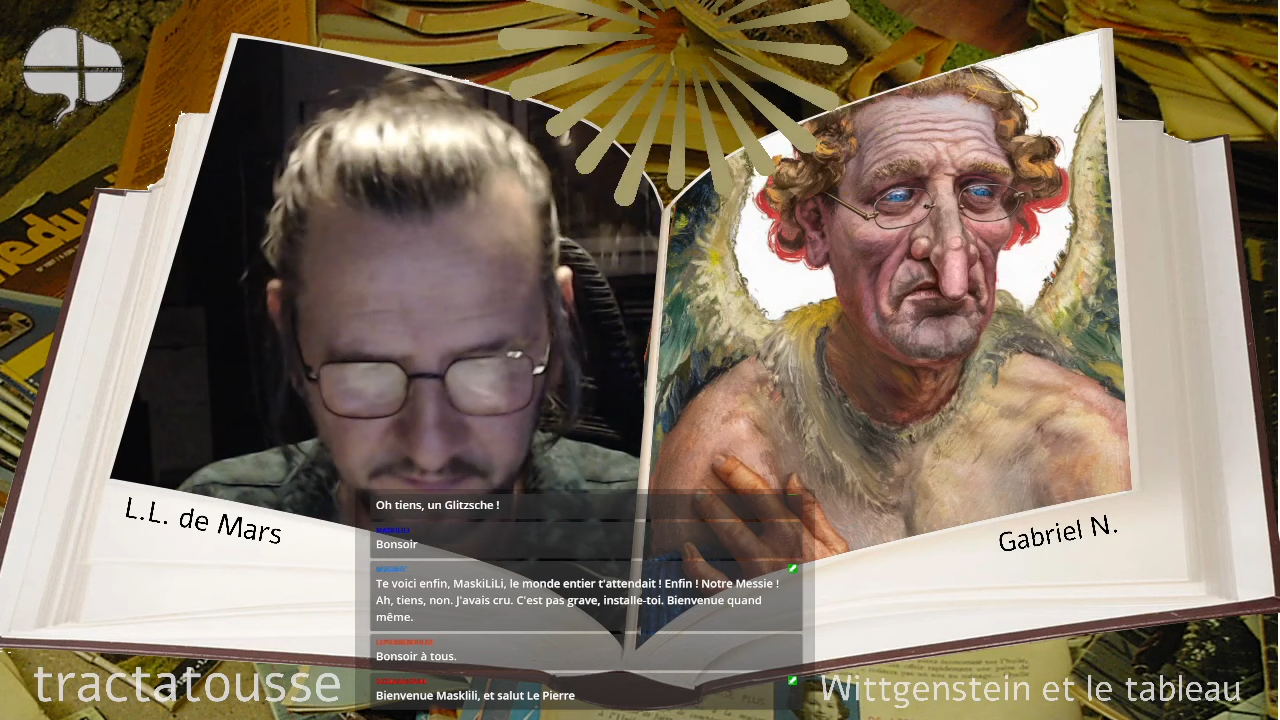 L.L. de Mars
Gabriel N.
Oh tiens, un Glitzsche !
MASKILILI
Bonsoir
Te voici enfin, MaskiLiLi, le monde entier t'attendait ! Enfin ! Notre Messie !
Ah, tiens, non. J'avais cru. C'est pas grave, installe-toi. Bienvenue quand
même.
Bonsoir à tous.
Bienvenue Masklili, et salut Le Pierre
tractatousse
Wittgenstein et le tableau